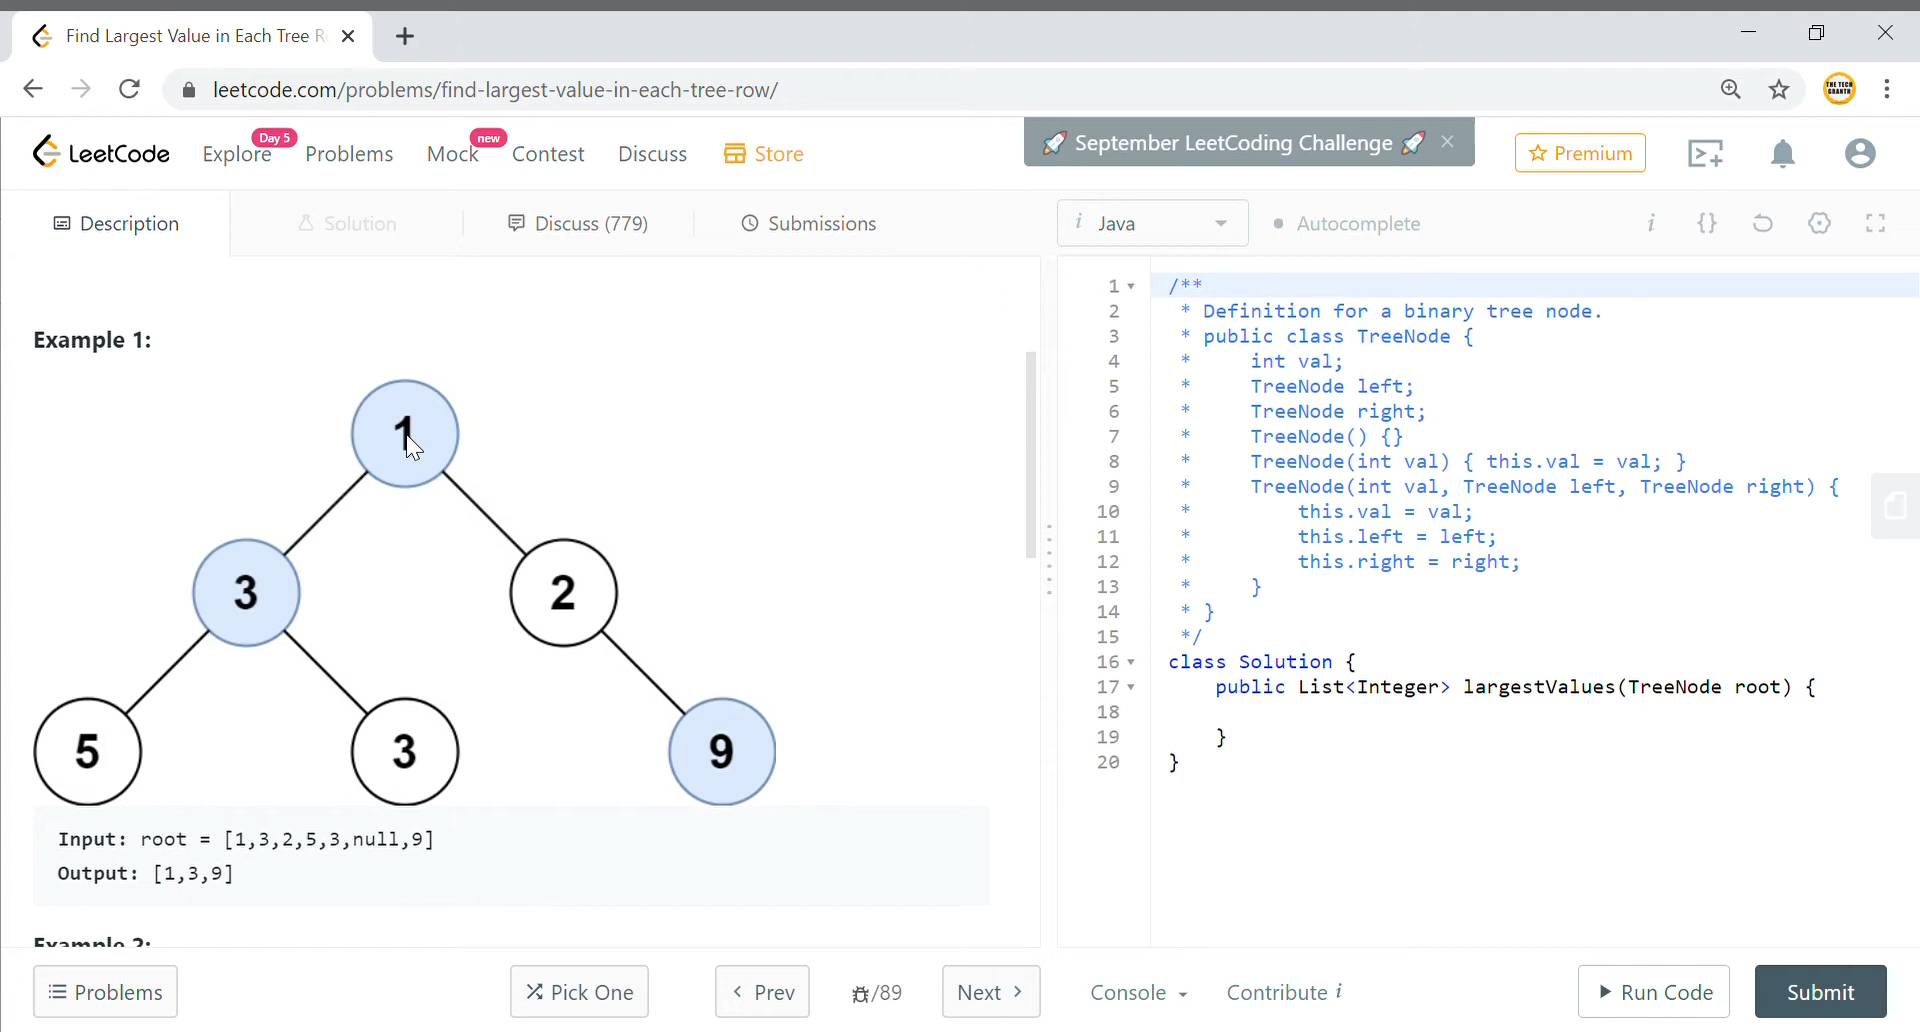 Find Largest Value in Each Tree R
leetcode.com/problems/find-largest-value-in-each-tree-row/
THE TECH GRANTH
LeetCode
Explore
Day 5
Problems
Mock
new
Contest
Discuss
Store
September LeetCoding Challenge
Premium
Description
Solution
Discuss (779)
Submissions
i Java
Autocomplete
i
{}
Example 1:
1
3
2
5
3
9
Input: root = [1,3,2,5,3,null,9]
Output: [1,3,9]
Example 2:
1 /**
2 * Definition for a binary tree node.
3 * public class TreeNode {
4 * int val;
5 * TreeNode left;
6 * TreeNode right;
7 * TreeNode() {}
8 * TreeNode(int val) { this.val = val; }
9 * TreeNode(int val, TreeNode left, TreeNode right) {
10 * this.val = val;
11 * this.left = left;
12 * this.right = right;
13 * }
14 * }
15 */
16 class Solution {
17 public List<Integer> largestValues(TreeNode root) {
18
19 }
20 }
Problems
Pick One
Prev
/89
Next
Console
Contribute i
Run Code
Submit